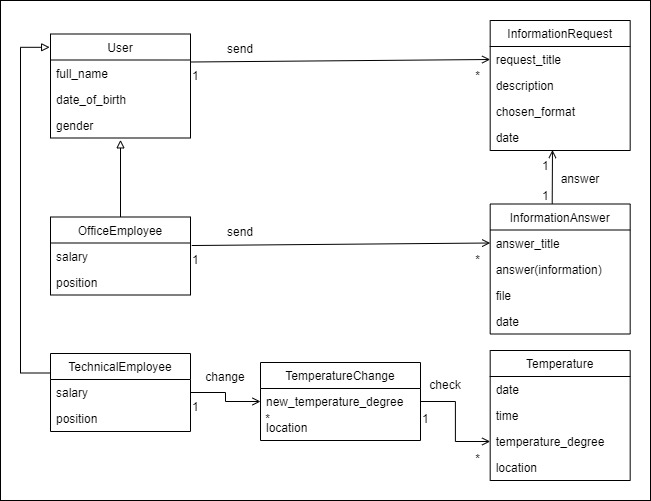 User
full_name
date_of_birth
gender
send
1
*
InformationRequest
request_title
description
chosen_format
date
1
answer
1
OfficeEmployee
salary
position
send
1
*
InformationAnswer
answer_title
answer(information)
file
date
TechnicalEmployee
salary
position
change
1
TemperatureChange
new_temperature_degree
*
location
check
1
*
Temperature
date
time
temperature_degree
location